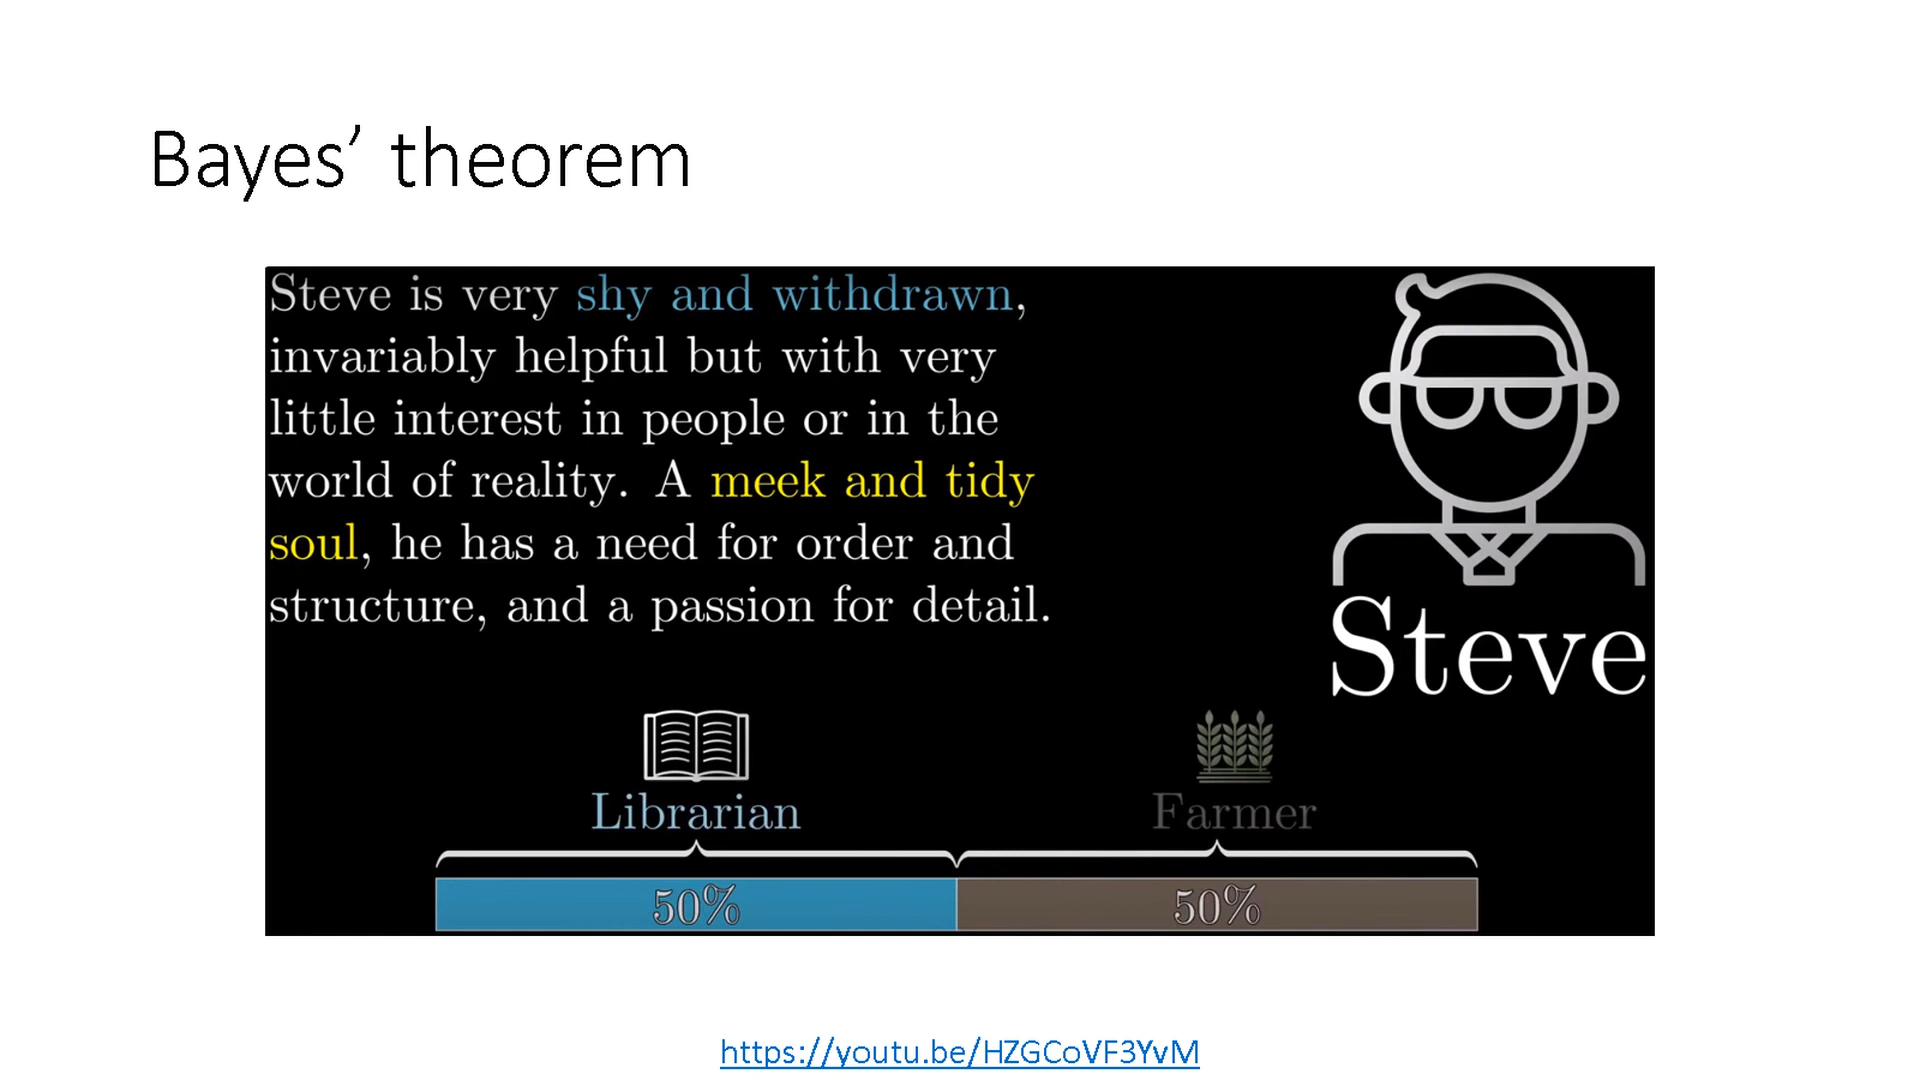 Bayes’ theorem
Steve is very shy and withdrawn,
invariably helpful but with very
little interest in people or in the
world of reality. A meek and tidy
soul, he has a need for order and
structure, and a passion for detail.
Steve
Librarian
Farmer
50%
50%
https://youtu.be/HZGCoVF3YvM